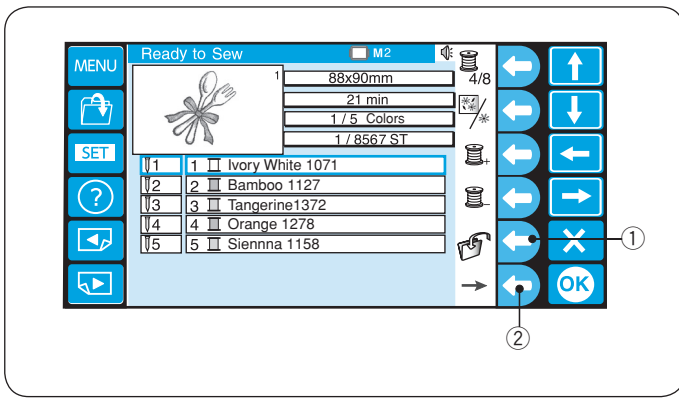 MENU
Ready to Sew M2
1
88x90mm 4/8
21 min
1 / 5 Colors
1 / 8567 ST
SET
1 1 Ivory White 1071
2 2 Bamboo 1127
3 3 Tangerine1372
4 4 Orange 1278
5 5 Siennna 1158
?
X
OK
1
2